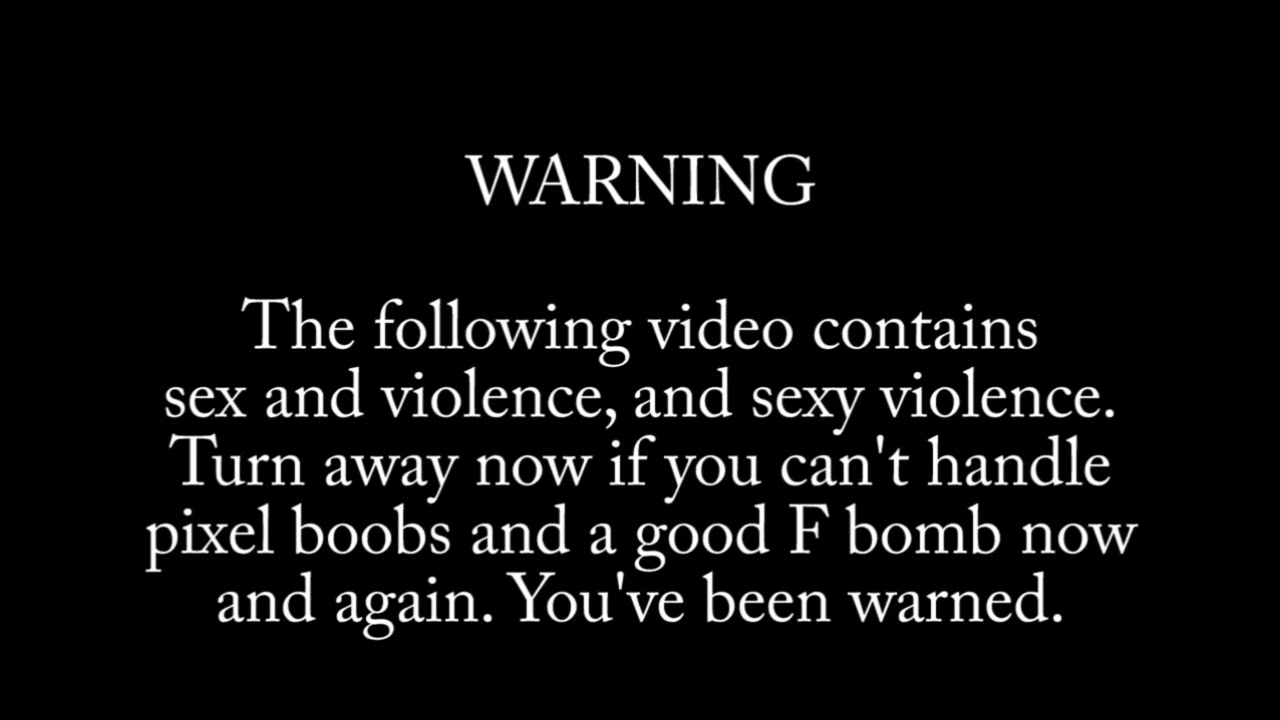 WARNING
The following video contains
sex and violence, and sexy violence.
Turn away now if you can't handle
pixel boobs and a good F bomb now
and again. You've been warned.